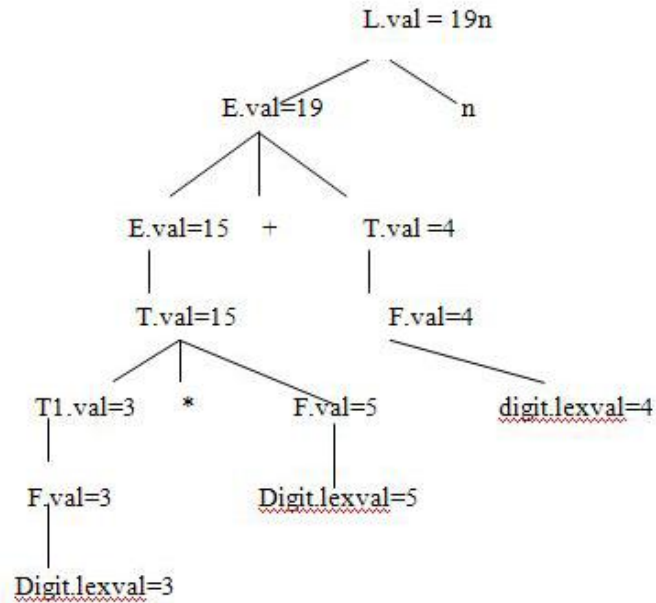 L.val = 19n
E.val=19 n
E.val=15 + T.val =4
T.val=15 F.val=4
T1.val=3 * F.val=5 digit.lexval=4
F.val=3 Digit.lexval=5
Digit.lexval=3